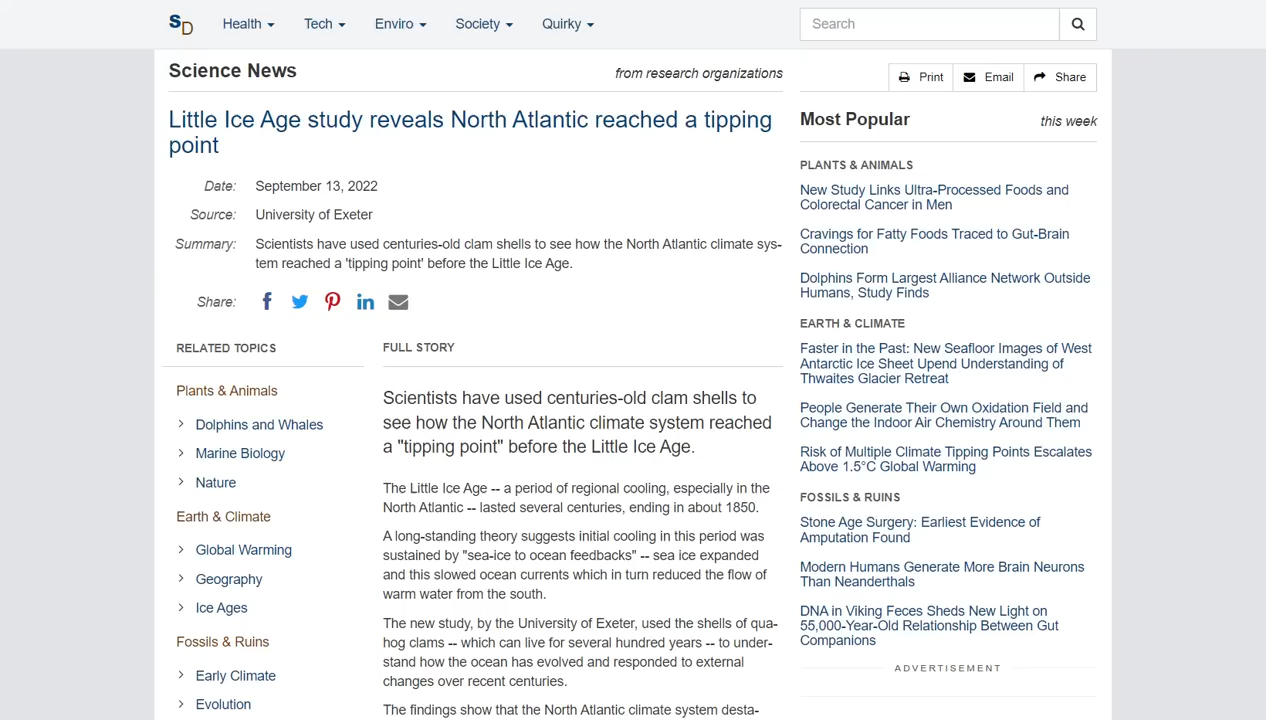 SD
Health
Tech
Enviro
Society
Quirky
Search
Science News
from research organizations
Print
Email
Share
Little Ice Age study reveals North Atlantic reached a tipping
point
Date: September 13, 2022
Source: University of Exeter
Summary: Scientists have used centuries-old clam shells to see how the North Atlantic climate sys-
tem reached a 'tipping point' before the Little Ice Age.
Share:
RELATED TOPICS
Plants & Animals
Dolphins and Whales
Marine Biology
Nature
Earth & Climate
Global Warming
Geography
Ice Ages
Fossils & Ruins
Early Climate
Evolution
FULL STORY
Scientists have used centuries-old clam shells to
see how the North Atlantic climate system reached
a "tipping point" before the Little Ice Age.
The Little Ice Age -- a period of regional cooling, especially in the
North Atlantic -- lasted several centuries, ending in about 1850.
A long-standing theory suggests initial cooling in this period was
sustained by "sea-ice to ocean feedbacks" -- sea ice expanded
and this slowed ocean currents which in turn reduced the flow of
warm water from the south.
The new study, by the University of Exeter, used the shells of qua-
hog clams -- which can live for several hundred years -- to under-
stand how the ocean has evolved and responded to external
changes over recent centuries.
The findings show that the North Atlantic climate system desta-
Most Popular
this week
PLANTS & ANIMALS
New Study Links Ultra-Processed Foods and
Colorectal Cancer in Men
Cravings for Fatty Foods Traced to Gut-Brain
Connection
Dolphins Form Largest Alliance Network Outside
Humans, Study Finds
EARTH & CLIMATE
Faster in the Past: New Seafloor Images of West
Antarctic Ice Sheet Upend Understanding of
Thwaites Glacier Retreat
People Generate Their Own Oxidation Field and
Change the Indoor Air Chemistry Around Them
Risk of Multiple Climate Tipping Points Escalates
Above 1.5°C Global Warming
FOSSILS & RUINS
Stone Age Surgery: Earliest Evidence of
Amputation Found
Modern Humans Generate More Brain Neurons
Than Neanderthals
DNA in Viking Feces Sheds New Light on
55,000-Year-Old Relationship Between Gut
Companions
ADVERTISEMENT